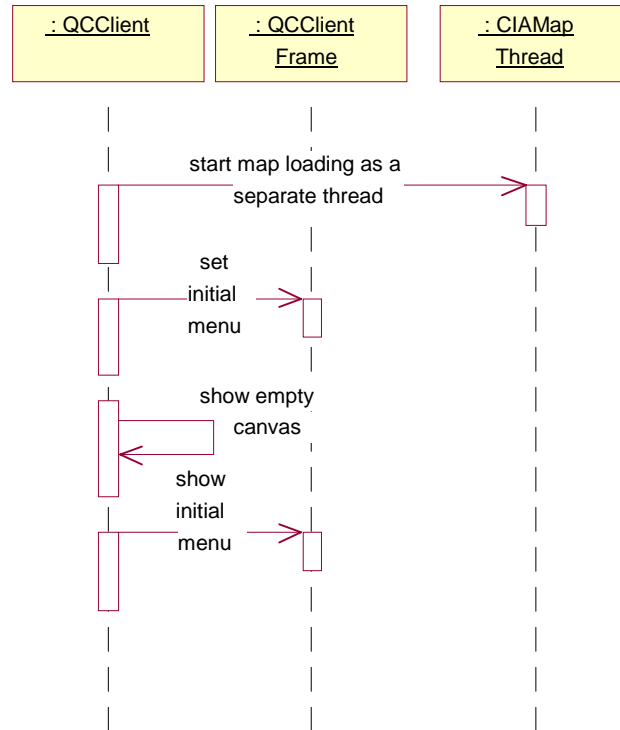 : QCClient
: QCClient
Frame
: CIAMap
Thread
start map loading as a
separate thread
set
initial
menu
show empty
canvas
show
initial
menu